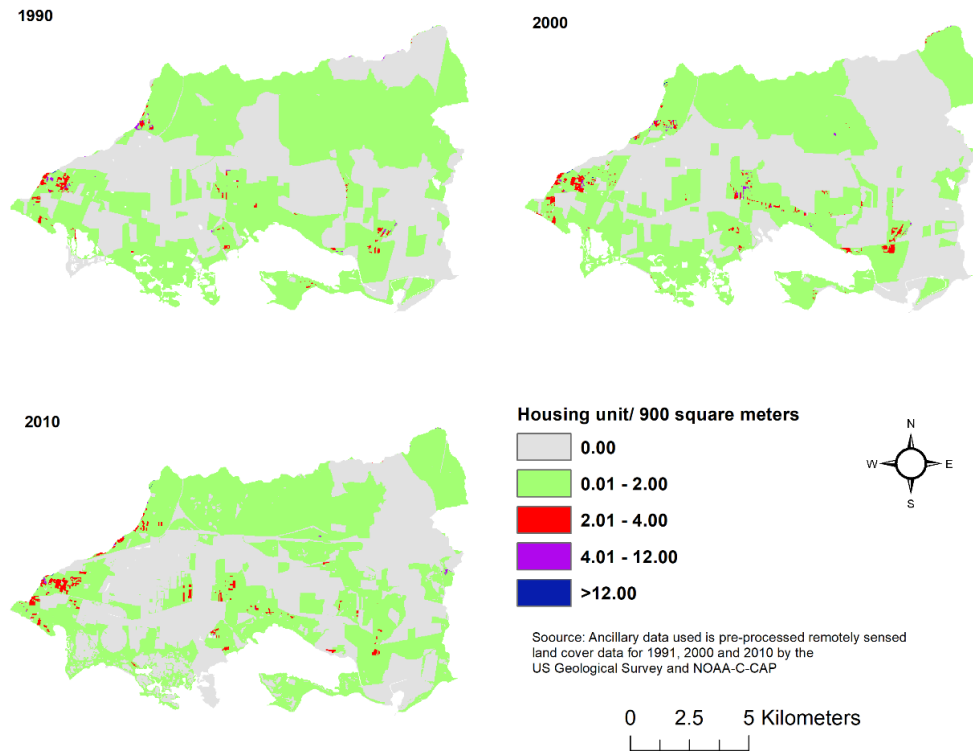 1990
2000
2010
Housing unit/ 900 square meters
0.00
0.01 - 2.00
2.01 - 4.00
4.01 - 12.00
>12.00
N
W E
S
Soource: Ancillary data used is pre-processed remotely sensed
land cover data for 1991, 2000 and 2010 by the
US Geological Survey and NOAA-C-CAP
0 2.5 5 Kilometers